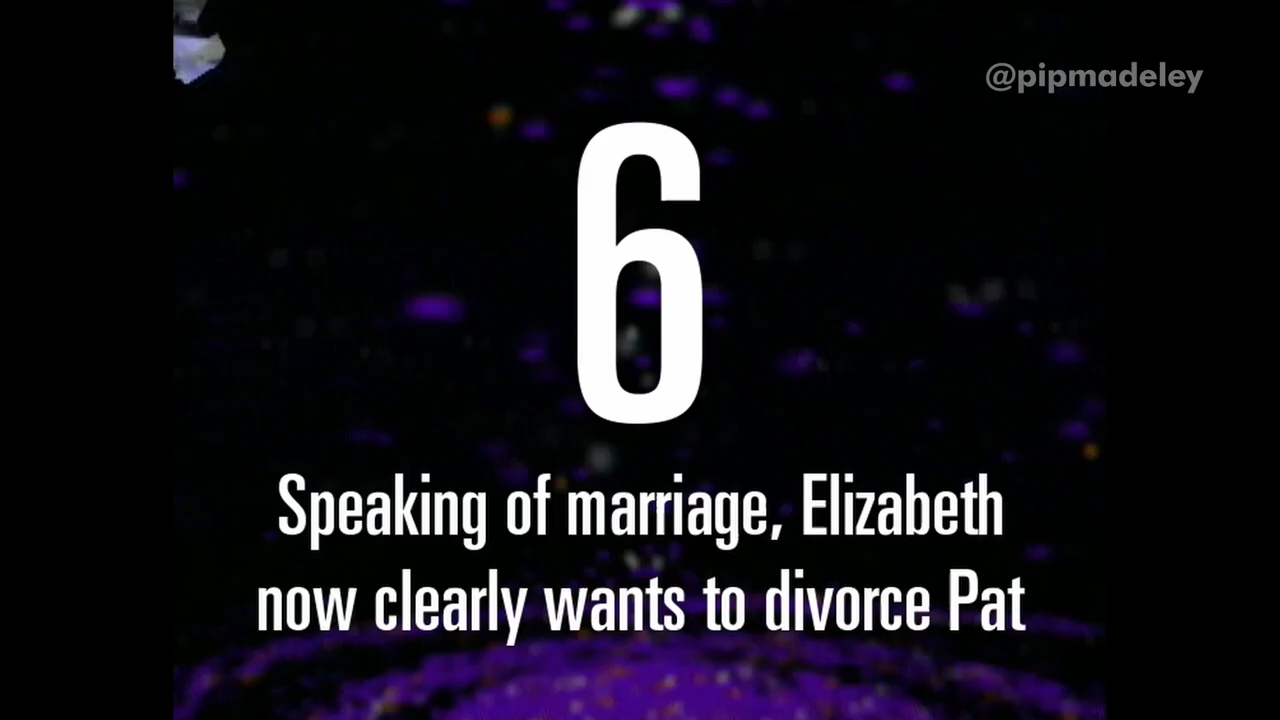 @pipmadeley
6
Speaking of marriage, Elizabeth
now clearly wants to divorce Pat